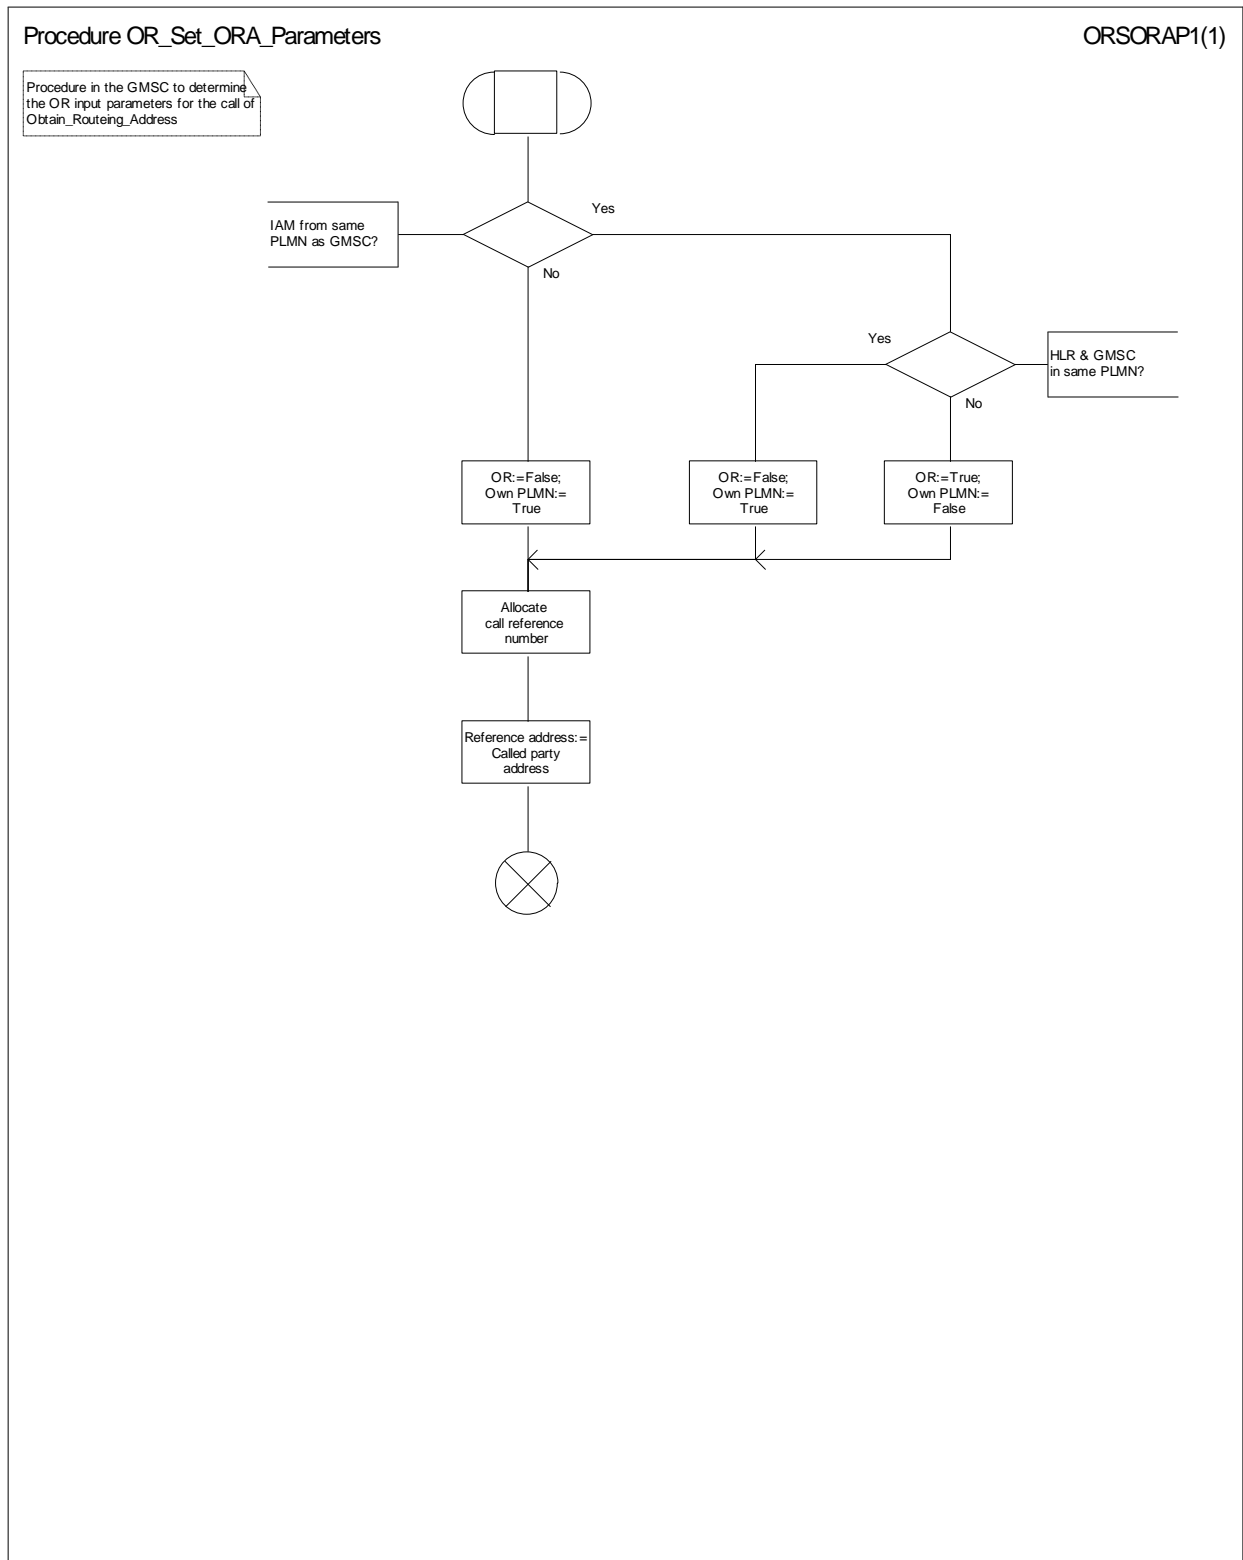 Procedure OR_Set_ORA_Parameters
ORSORAP1(1)
Procedure in the GMSC to determine
the OR input parameters for the call of
Obtain_Routeing_Address
IAM from same
PLMN as GMSC?
Yes
No
Yes
HLR & GMSC
in same PLMN?
No
OR:=False;
Own PLMN:=
True
OR:=False;
Own PLMN:=
True
OR:=True;
Own PLMN:=
False
Allocate
call reference
number
Reference address:=
Called party
address